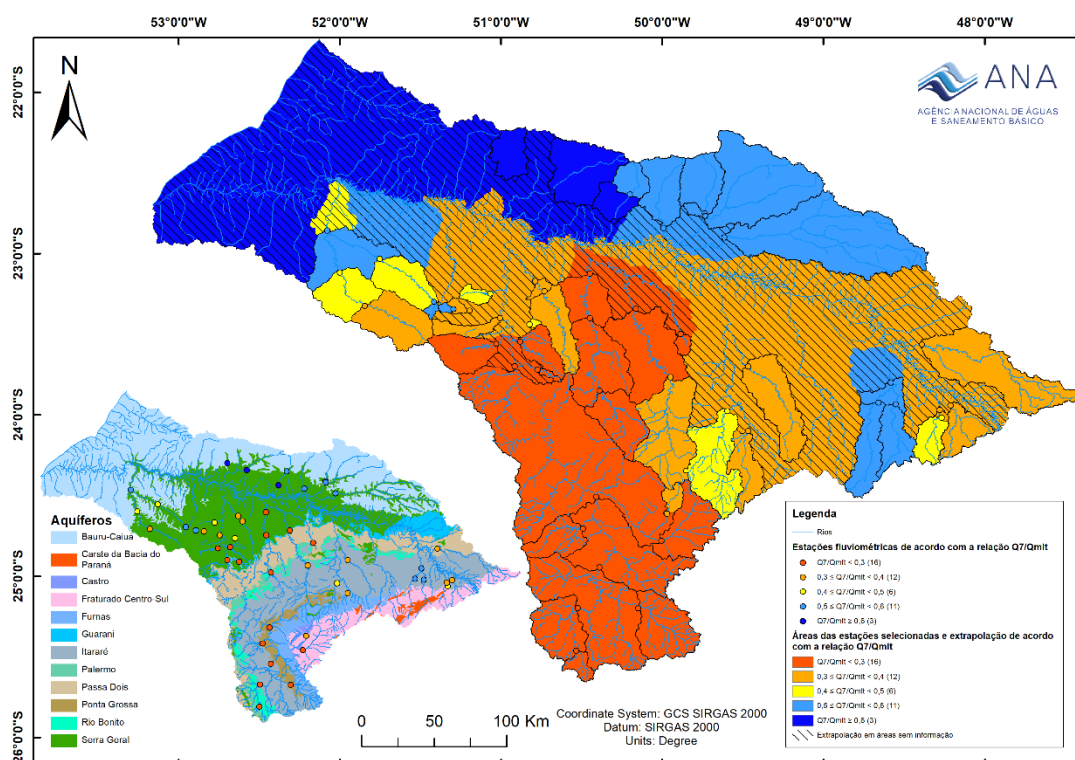 53°0'0"W 52°0'0"W 51°0'0"W 50°0'0"W 49°0'0"W 48°0'0"W
N
22°0'0"S
23°0'0"S
24°0'0"S
25°0'0"S
26°0'0"S
ANA
AGÊNCIA NACIONAL DE ÁGUAS
E SANEAMENTO BÁSICO
Aquíferos
Bauru-Caiua
Carste da Bacia do
Paraná
Castro
Fraturado Centro-Sul
Furnas
Guarani
Itararé
Palermo
Passa Dois
Ponta Grossa
Rio Bonito
Serra Geral
0 50 100 Km
Coordinate System: GCS SIRGAS 2000
Datum: SIRGAS 2000
Units: Degree
Legenda
Rios
Estações fluviométricas de acordo com a relação Q7/Qmlt
Q7/Qmlt < 0,3 (16)
0,3 ≤ Q7/Qmlt < 0,4 (12)
0,4 ≤ Q7/Qmlt < 0,5 (6)
0,5 ≤ Q7/Qmlt < 0,6 (11)
Q7/Qmlt ≥ 0,6 (3)
Áreas das estações selecionadas e extrapolação de acordo
com a relação Q7/Qmlt
Q7/Qmlt < 0,3 (16)
0,3 ≤ Q7/Qmlt < 0,4 (12)
0,4 ≤ Q7/Qmlt < 0,5 (6)
0,5 ≤ Q7/Qmlt < 0,6 (11)
Q7/Qmlt ≥ 0,6 (3)
Extrapolação em áreas sem informação